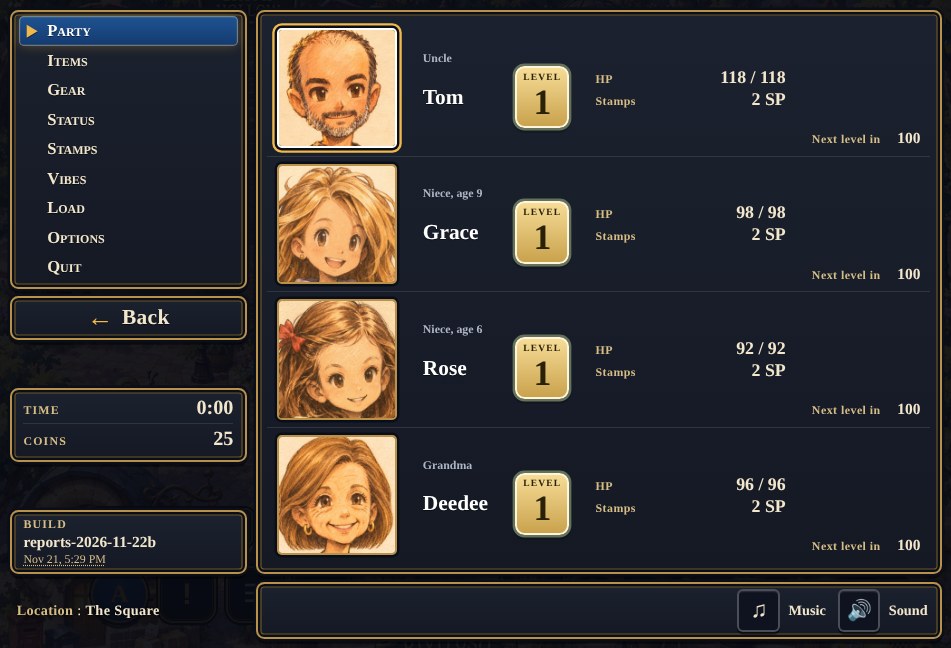 Party
Items
Gear
Status
Stamps
Vibes
Load
Options
Quit
← Back
TIME 0:00
COINS 25
BUILD
reports-2026-11-22b
Nov 21, 5:29 PM
Location : The Square
Uncle
Tom
LEVEL
1
HP 118 / 118
Stamps 2 SP
Next level in 100
Niece, age 9
Grace
LEVEL
1
HP 98 / 98
Stamps 2 SP
Next level in 100
Niece, age 6
Rose
LEVEL
1
HP 92 / 92
Stamps 2 SP
Next level in 100
Grandma
Deedee
LEVEL
1
HP 96 / 96
Stamps 2 SP
Next level in 100
Music
Sound